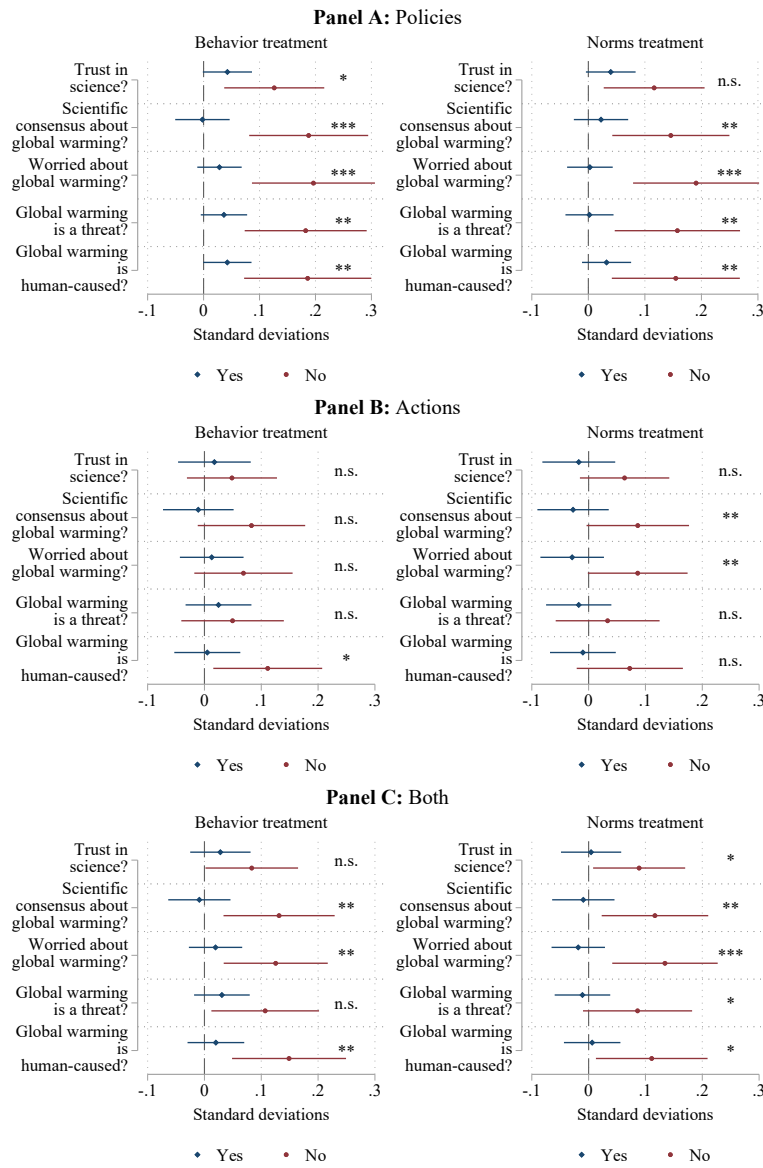 Panel A: Policies
Behavior treatment
Trust in
science?
*
Scientific
consensus about
global warming?
***
Worried about
global warming?
***
Global warming
is a threat?
**
Global warming
is
human-caused?
**
-.1 0 .1 .2 .3
Standard deviations
Yes No
Norms treatment
Trust in
science?
n.s.
Scientific
consensus about
global warming?
**
Worried about
global warming?
***
Global warming
is a threat?
**
Global warming
is
human-caused?
**
-.1 0 .1 .2 .3
Standard deviations
Yes No
Panel B: Actions
Behavior treatment
Trust in
science?
n.s.
Scientific
consensus about
global warming?
n.s.
Worried about
global warming?
n.s.
Global warming
is a threat?
n.s.
Global warming
is
human-caused?
*
-.1 0 .1 .2 .3
Standard deviations
Yes No
Norms treatment
Trust in
science?
n.s.
Scientific
consensus about
global warming?
**
Worried about
global warming?
**
Global warming
is a threat?
n.s.
Global warming
is
human-caused?
n.s.
-.1 0 .1 .2 .3
Standard deviations
Yes No
Panel C: Both
Behavior treatment
Trust in
science?
n.s.
Scientific
consensus about
global warming?
**
Worried about
global warming?
**
Global warming
is a threat?
n.s.
Global warming
is
human-caused?
**
-.1 0 .1 .2 .3
Standard deviations
Yes No
Norms treatment
Trust in
science?
*
Scientific
consensus about
global warming?
**
Worried about
global warming?
***
Global warming
is a threat?
*
Global warming
is
human-caused?
*
-.1 0 .1 .2 .3
Standard deviations
Yes No